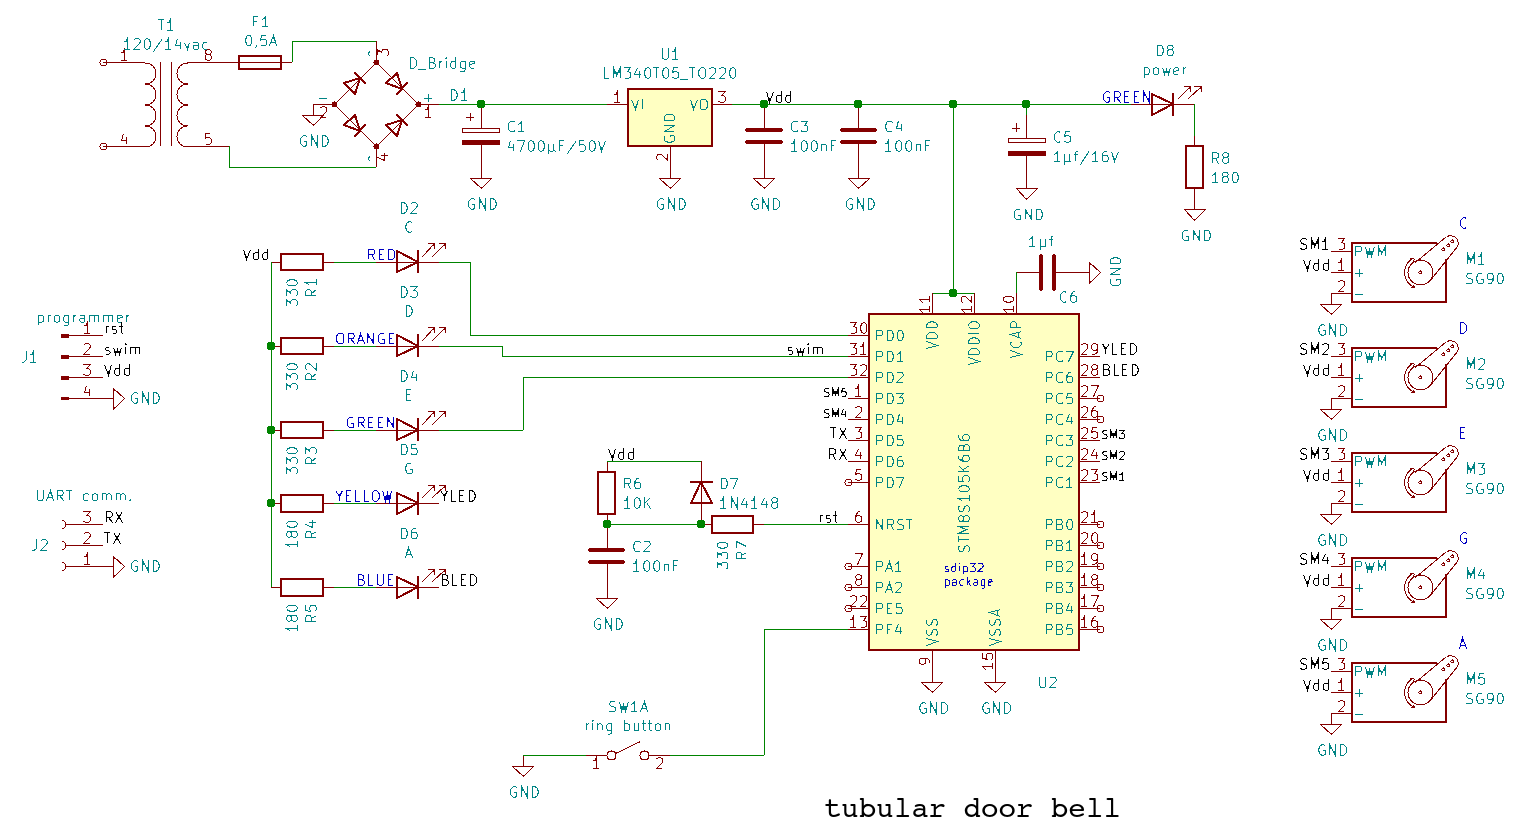 T1
120/14vac
1
8
4
5
F1
0,5A
D_Bridge
D1
3
-
2
+
1
4
GND
+
C1
4700µF/50V
GND
U1
LM340T05_TO220
1
VI
VO
3
GND
2
GND
Vdd
C3
100nF
GND
C4
100nF
GND
+
C5
1µf/16V
GND
D8
power
GREEN
R8
180
GND
programmer
J1
1
rst
2
swim
3
Vdd
4
GND
UART comm.
J2
3
RX
2
TX
1
GND
Vdd
D2
C
RED
330
R1
D3
D
ORANGE
330
R2
D4
E
GREEN
330
R3
D5
G
YELLOW
YLED
180
R4
D6
A
BLUE
BLED
180
R5
Vdd
R6
10K
D7
1N4148
C2
100nF
330
R7
rst
GND
1µf
C6
GND
11
12
10
VDD
VDDIO
VCAP
30
PD0
swim
31
PD1
32
PD2
SM5
1
PD3
SM4
2
PD4
TX
3
PD5
RX
4
PD6
5
PD7
6
NRST
7
PA1
8
PA2
22
PE5
13
PF4
STM8S105K6B6
sdip32
package
PC7
29
YLED
PC6
28
BLED
PC5
27
PC4
26
PC3
25
SM3
PC2
24
SM2
PC1
23
SM1
PB0
21
PB1
20
PB2
19
PB3
18
PB4
17
PB5
16
VSS
VSSA
9
15
U2
GND
GND
SW1A
ring button
1
2
GND
C
SM1
3
PWM
Vdd
1
+
2
-
M1
SG90
GND
D
SM2
3
PWM
Vdd
1
+
2
-
M2
SG90
GND
E
SM3
3
PWM
Vdd
1
+
2
-
M3
SG90
GND
G
SM4
3
PWM
Vdd
1
+
2
-
M4
SG90
GND
A
SM5
3
PWM
Vdd
1
+
2
-
M5
SG90
GND
tubular door bell